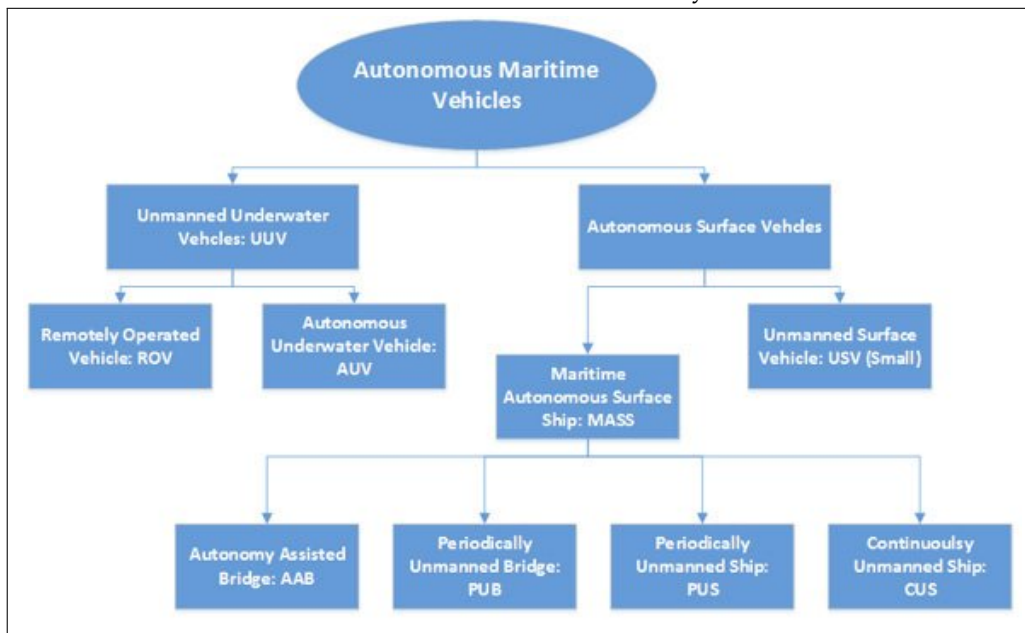 Autonomous Maritime
Vehicles
Unmanned Underwater
Vehcles: UUV
Autonomous Surface Vehcles
Remotely Operated
Vehicle: ROV
Autonomous
Underwater Vehicle:
AUV
Unmanned Surface
Vehicle: USV (Small)
Maritime
Autonomous Surface
Ship: MASS
Autonomy Assisted
Bridge: AAB
Periodically
Unmanned Bridge:
PUB
Periodically
Unmanned Ship:
PUS
Continuoulsy
Unmanned Ship:
CUS